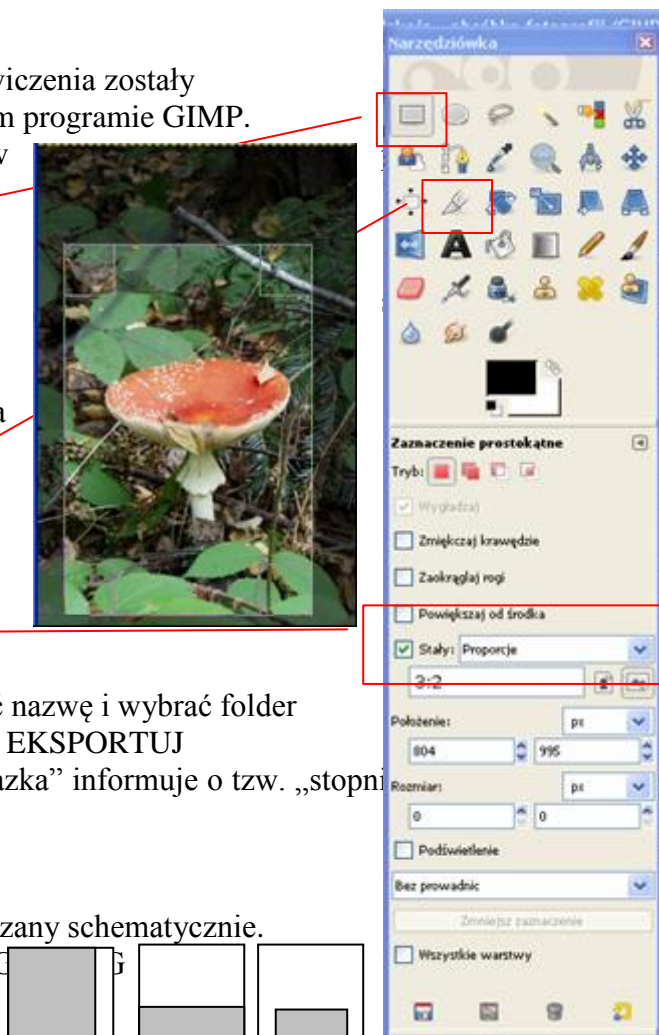 Narzędziówka
wiczenia zostały
m programie GIMP.
w
a
Zaznaczenie prostokątne
Tryb:
Wygładzaj
Zmiękczaj krawędzie
Zaokrąglaj rogi
Powiększaj od środka
Stały: Proporcje
3:2
Położenie: px
804 995
Rozmiar: px
0 0
Podświetlenie
Bez prowadnic
Zmniejsz zaznaczenie
Wszystkie warstwy
ć nazwę i wybrać folder
EKSPORTUJ
azka” informuje o tzw. „stopni
zany schematycznie.
G G